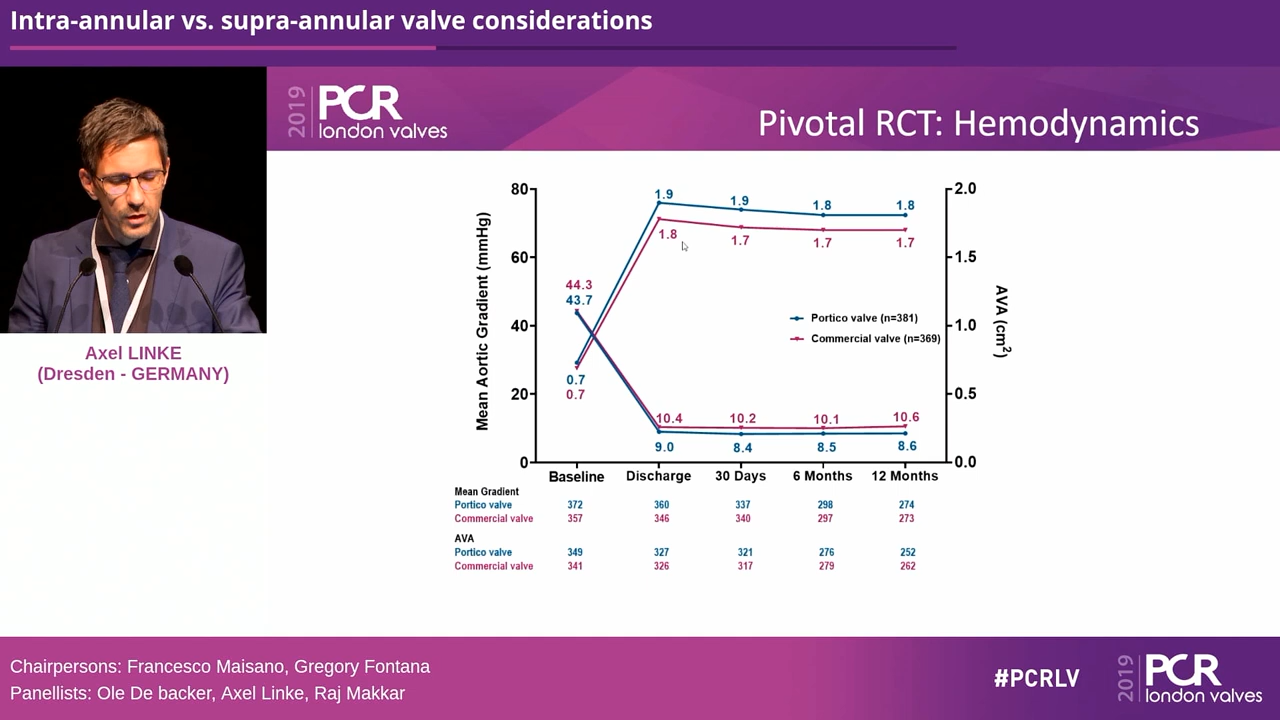 Intra-annular vs. supra-annular valve considerations
2019 PCR london valves
Pivotal RCT: Hemodynamics
Axel LINKE
(Dresden - GERMANY)
Mean Aortic Gradient (mmHg)
80
60
40
20
0
2.0
1.5
1.0
0.5
0.0
AVA (cm²)
1.9 1.9 1.8 1.8
1.8 1.7 1.7 1.7
44.3
43.7
Portico valve (n=381)
Commercial valve (n=369)
0.7
0.7
10.4 10.2 10.1 10.6
9.0 8.4 8.5 8.6
Baseline Discharge 30 Days 6 Months 12 Months
Mean Gradient
Portico valve 372 360 337 298 274
Commercial valve 357 346 340 297 273
AVA
Portico valve 349 327 321 276 252
Commercial valve 341 326 317 279 262
Chairpersons: Francesco Maisano, Gregory Fontana
Panellists: Ole De backer, Axel Linke, Raj Makkar
#PCRLV
2019 PCR london valves